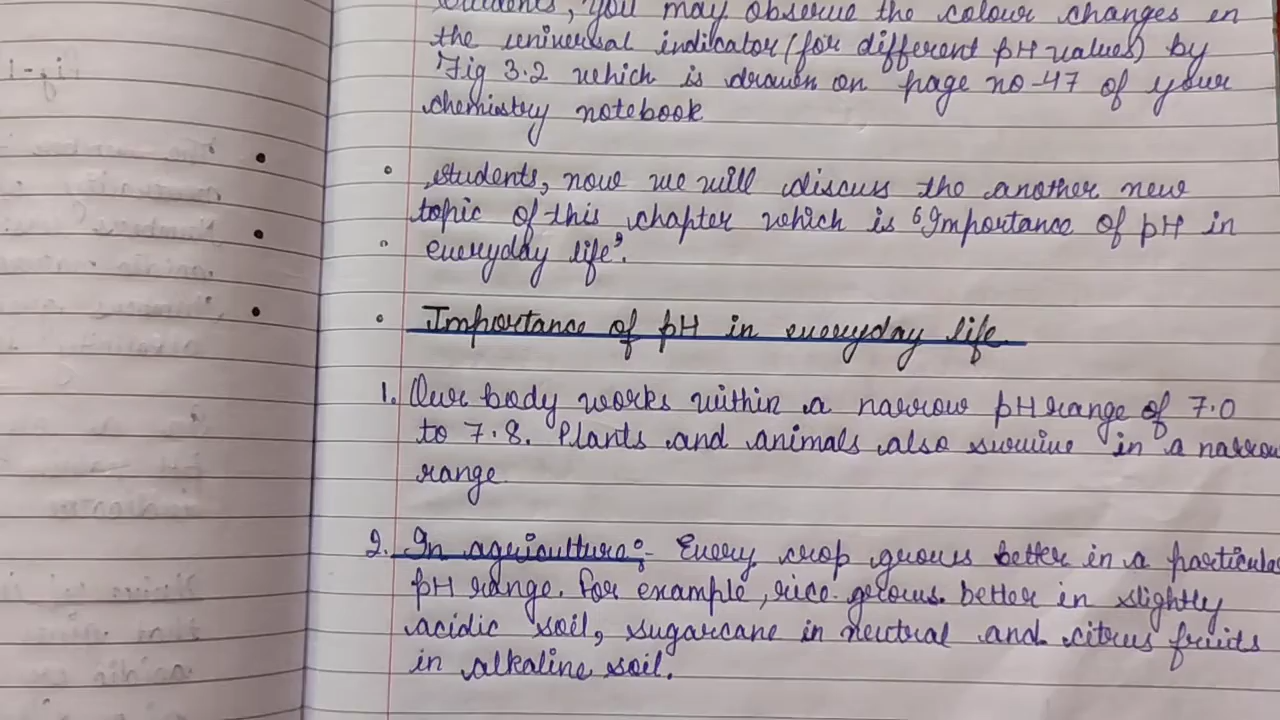 students, you may observe the colour changes in
the universal indicator (for different pH values) by
Fig 3.2 which is drawn on page no-47 of your
chemistry notebook
• students, now we will discuss the another new
topic of this chapter which is 'Importance of pH in
• everyday life'.
• Importance of pH in everyday life
1. Our body works within a narrow pH range of 7.0
to 7.8. Plants and animals also survive in a narrow
range
2. In agriculture:- Every crop grows better in a particular
pH range. For example, rice grows better in slightly
acidic soil, sugarcane in neutral and citrus fruits
in alkaline soil.